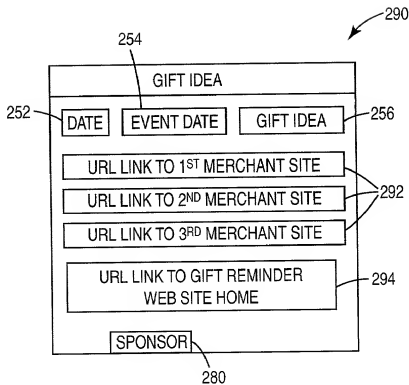 290
254
GIFT IDEA
252
DATE
EVENT DATE
GIFT IDEA
256
URL LINK TO 1ST MERCHANT SITE
URL LINK TO 2ND MERCHANT SITE
292
URL LINK TO 3RD MERCHANT SITE
URL LINK TO GIFT REMINDER
WEB SITE HOME
294
SPONSOR
280